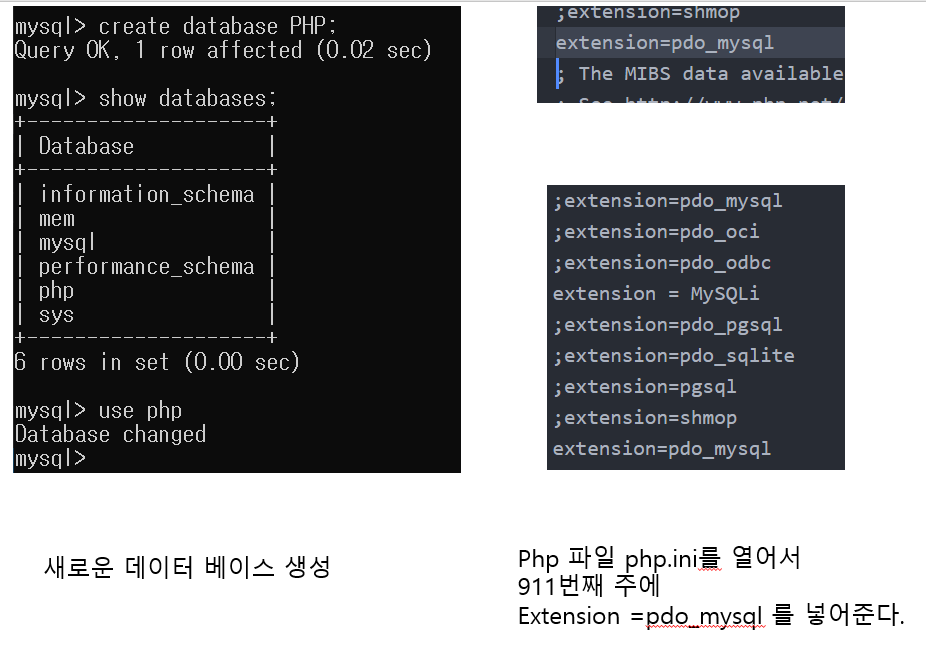 mysql> create database PHP;
Query OK, 1 row affected (0.02 sec)
mysql> show databases;
+--------------------+
| Database           |
+--------------------+
| information_schema |
| mem                |
| mysql              |
| performance_schema |
| php                |
| sys                |
+--------------------+
6 rows in set (0.00 sec)
mysql> use php
Database changed
mysql>
;extension=shmop
extension=pdo_mysql
; The MIBS data available
; See http://www.php.net/
;extension=pdo_mysql
;extension=pdo_oci
;extension=pdo_odbc
extension = MySQLi
;extension=pdo_pgsql
;extension=pdo_sqlite
;extension=pgsql
;extension=shmop
extension=pdo_mysql
새로운 데이터 베이스 생성
Php 파일 php.ini를 열어서
911번째 주에
Extension =pdo_mysql 를 넣어준다.